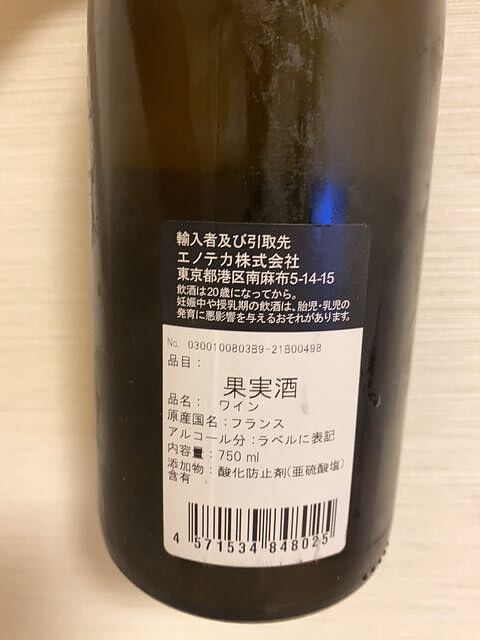 輸入者及び引取先
エノテカ株式会社
東京都港区南麻布5-14-15
飲酒は20歳になってから。
妊娠中や授乳期の飲酒は、胎児・乳児の
発育に悪影響を与えるおそれがあります。
No. 0300100803B9-21B00498
品目：
果実酒
品名： ワイン
原産国名：フランス
アルコール分：ラベルに表記
内容量：750 ml
添加物：酸化防止剤(亜硫酸塩)
含有
4 571534 848025